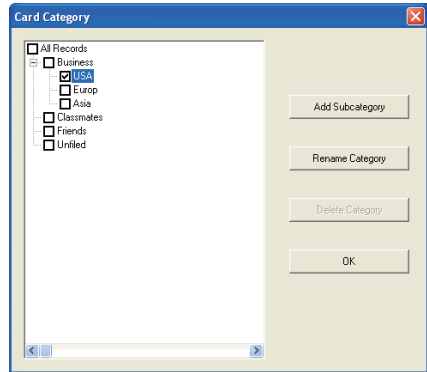 Card Category
All Records
Business
USA
Europ
Asia
Classmates
Friends
Unfiled
Add Subcategory
Rename Category
Delete Category
OK